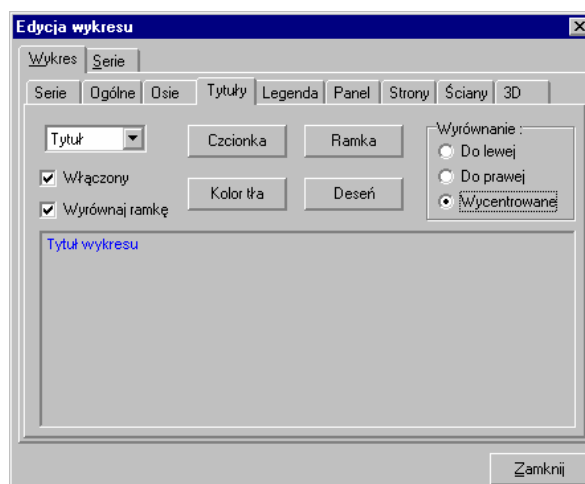 Edycja wykresu
Wykres Serie
Serie Ogólne Osie Tytuły Legenda Panel Strony Ściany 3D
Tytuł Czcionka Ramka Wyrównanie :
Do lewej
Włączony Do prawej
Kolor tła Deseń
Wyrównaj ramkę Wycentrowane
Tytuł wykresu
Zamknij